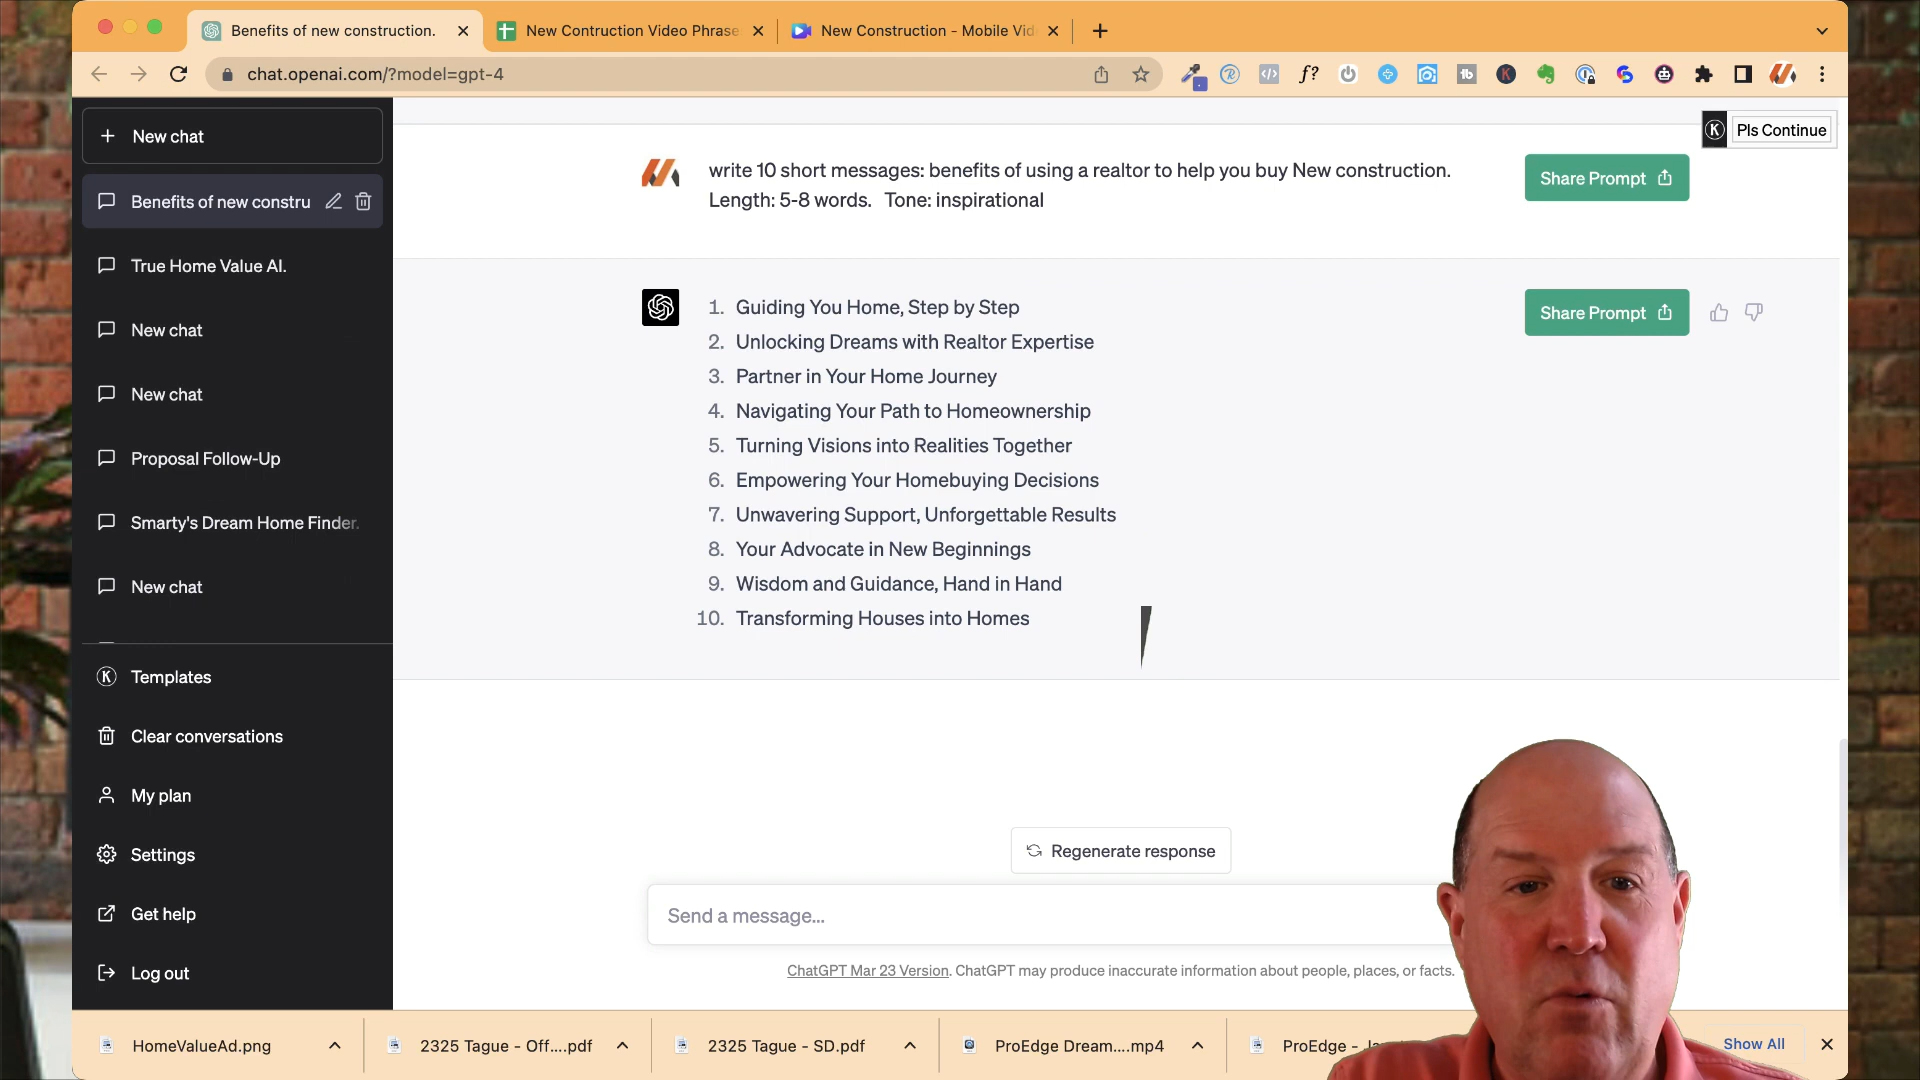 Benefits of new construction.
New Contruction Video Phrase
New Construction - Mobile Vid
chat.openai.com/?model=gpt-4
New chat
Pls Continue
Benefits of new constru
True Home Value AI.
New chat
New chat
Proposal Follow-Up
Smarty's Dream Home Finder.
New chat
Templates
Clear conversations
My plan
Settings
Get help
Log out
write 10 short messages: benefits of using a realtor to help you buy New construction.
Length: 5-8 words. Tone: inspirational
Share Prompt
1. Guiding You Home, Step by Step
2. Unlocking Dreams with Realtor Expertise
3. Partner in Your Home Journey
4. Navigating Your Path to Homeownership
5. Turning Visions into Realities Together
6. Empowering Your Homebuying Decisions
7. Unwavering Support, Unforgettable Results
8. Your Advocate in New Beginnings
9. Wisdom and Guidance, Hand in Hand
10. Transforming Houses into Homes
Share Prompt
Regenerate response
Send a message...
ChatGPT Mar 23 Version. ChatGPT may produce inaccurate information about people, places, or facts.
HomeValueAd.png
2325 Tague - Off....pdf
2325 Tague - SD.pdf
ProEdge Dream....mp4
ProEdge -
Show All